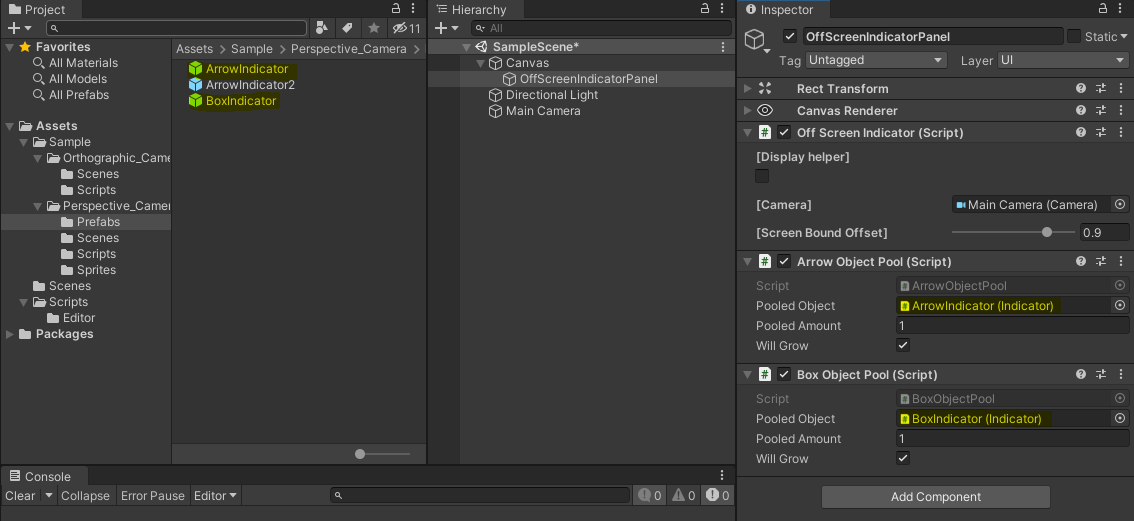 Project
11
Favorites
All Materials
All Models
All Prefabs
Assets
Sample
Orthographic_Came
Scenes
Scripts
Perspective_Camer
Prefabs
Scenes
Scripts
Sprites
Scenes
Scripts
Editor
Packages
Assets > Sample > Perspective_Camera >
ArrowIndicator
ArrowIndicator2
BoxIndicator
Hierarchy
All
SampleScene*
Canvas
OffScreenIndicatorPanel
Directional Light
Main Camera
Console
Clear Collapse Error Pause Editor 0 0 0
Inspector
OffScreenIndicatorPanel Static
Tag Untagged Layer UI
Rect Transform
Canvas Renderer
# Off Screen Indicator (Script)
[Display helper]
[Camera] Main Camera (Camera)
[Screen Bound Offset] 0.9
# Arrow Object Pool (Script)
Script # ArrowObjectPool
Pooled Object # ArrowIndicator (Indicator)
Pooled Amount 1
Will Grow
# Box Object Pool (Script)
Script # BoxObjectPool
Pooled Object # BoxIndicator (Indicator)
Pooled Amount 1
Will Grow
Add Component